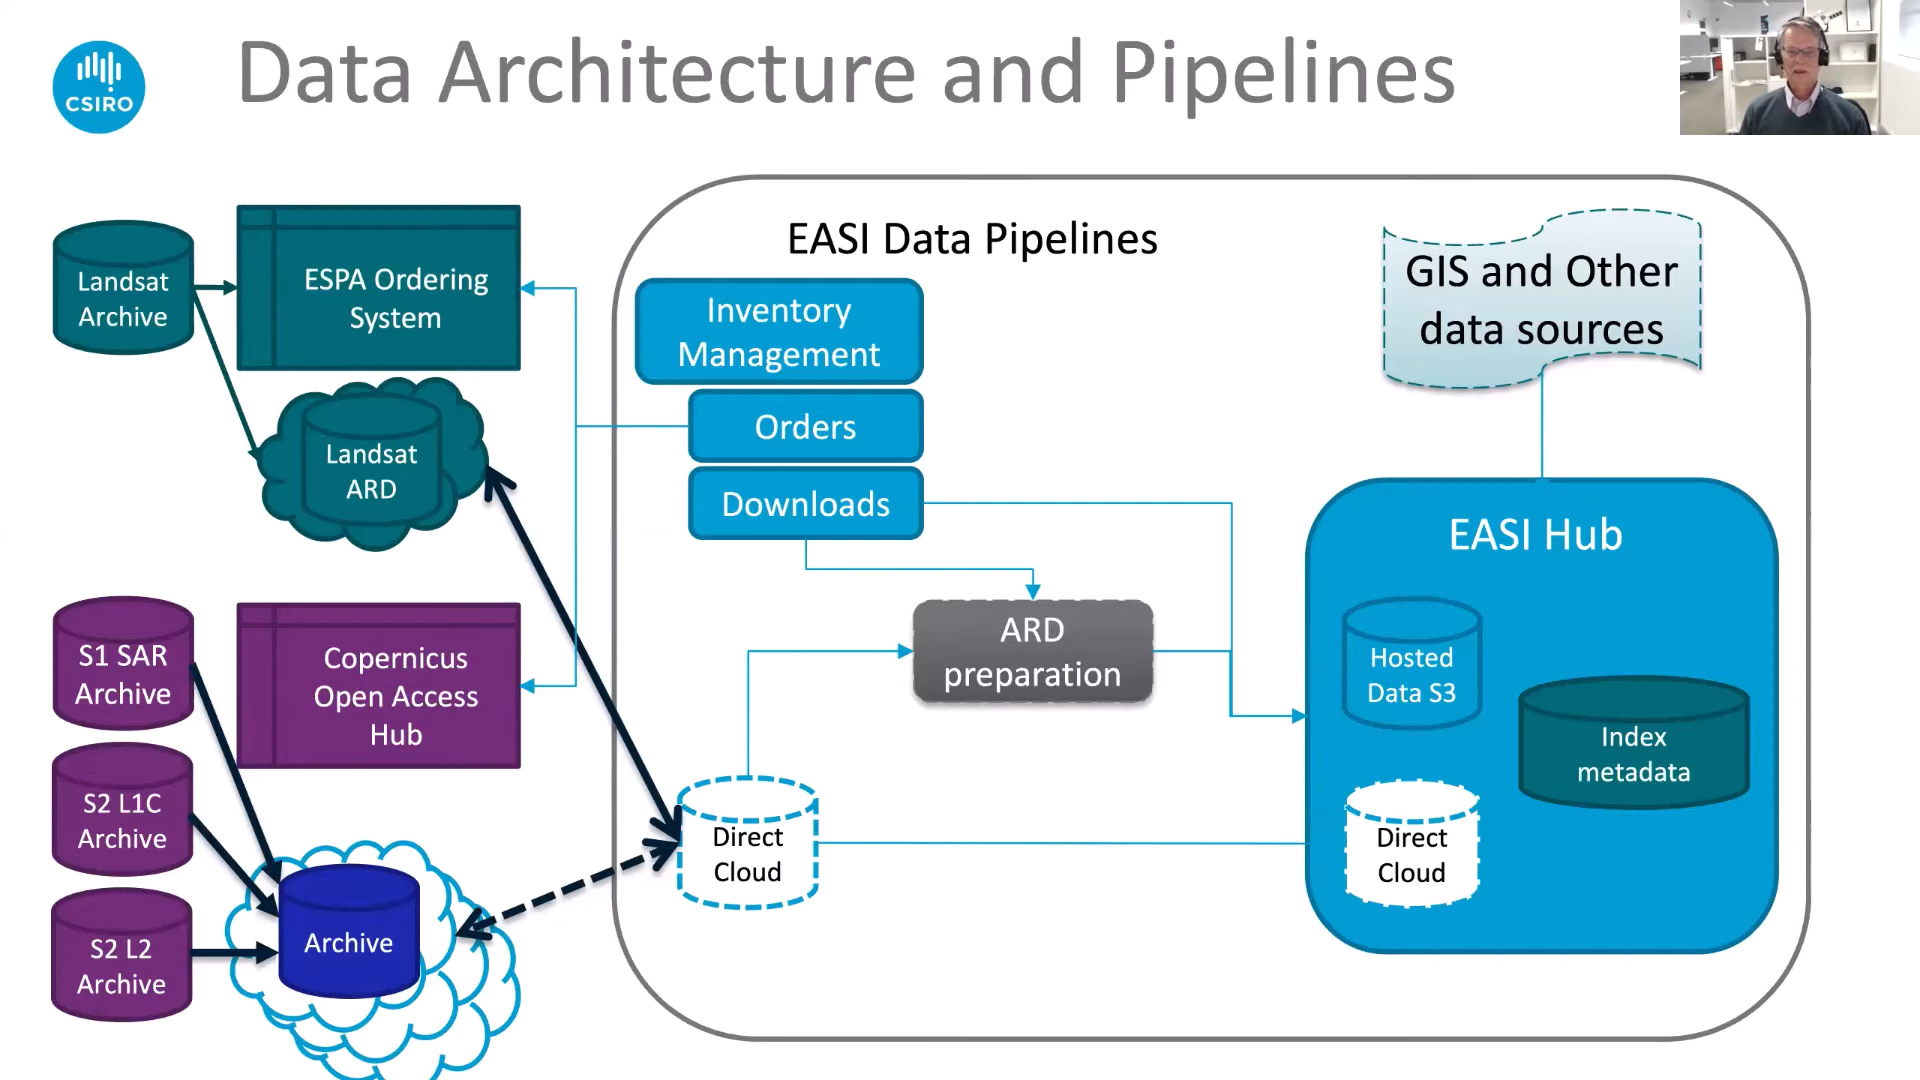 CSIRO
Data Architecture and Pipelines
EASI Data Pipelines
Landsat
Archive
ESPA Ordering
System
Landsat
ARD
Inventory
Management
Orders
Downloads
GIS and Other
data sources
EASI Hub
S1 SAR
Archive
Copernicus
Open Access
Hub
ARD
preparation
Hosted
Data S3
Index
metadata
S2 L1C
Archive
Direct
Cloud
Direct
Cloud
S2 L2
Archive
Archive